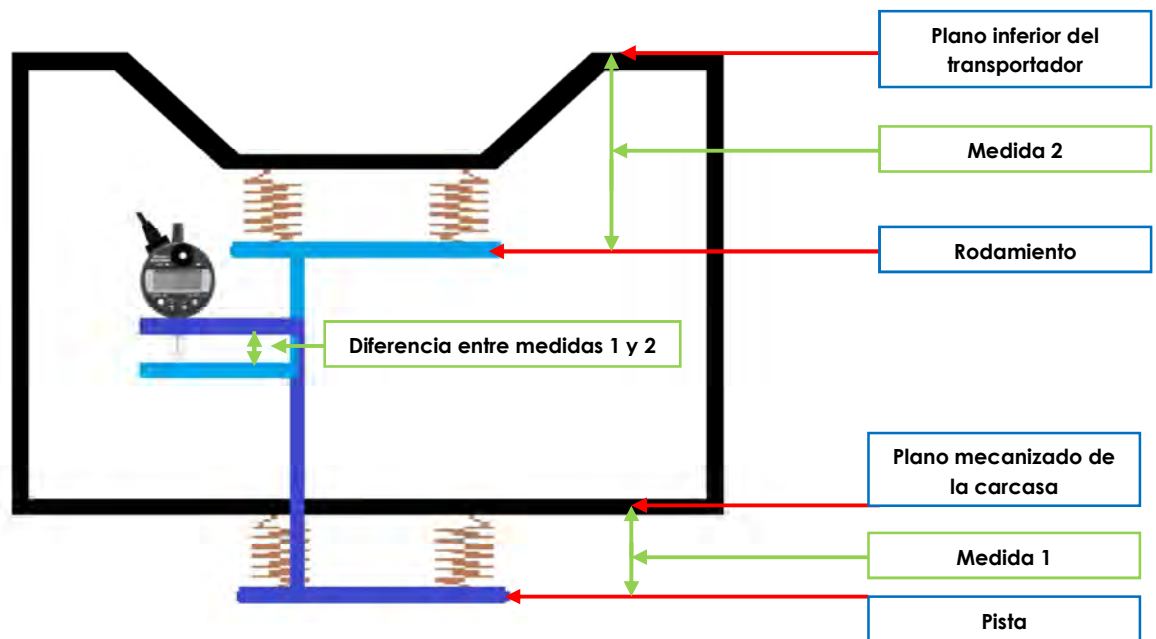 Plano inferior del
transportador
Medida 2
Rodamiento
Diferencia entre medidas 1 y 2
Plano mecanizado de
la carcasa
Medida 1
Pista